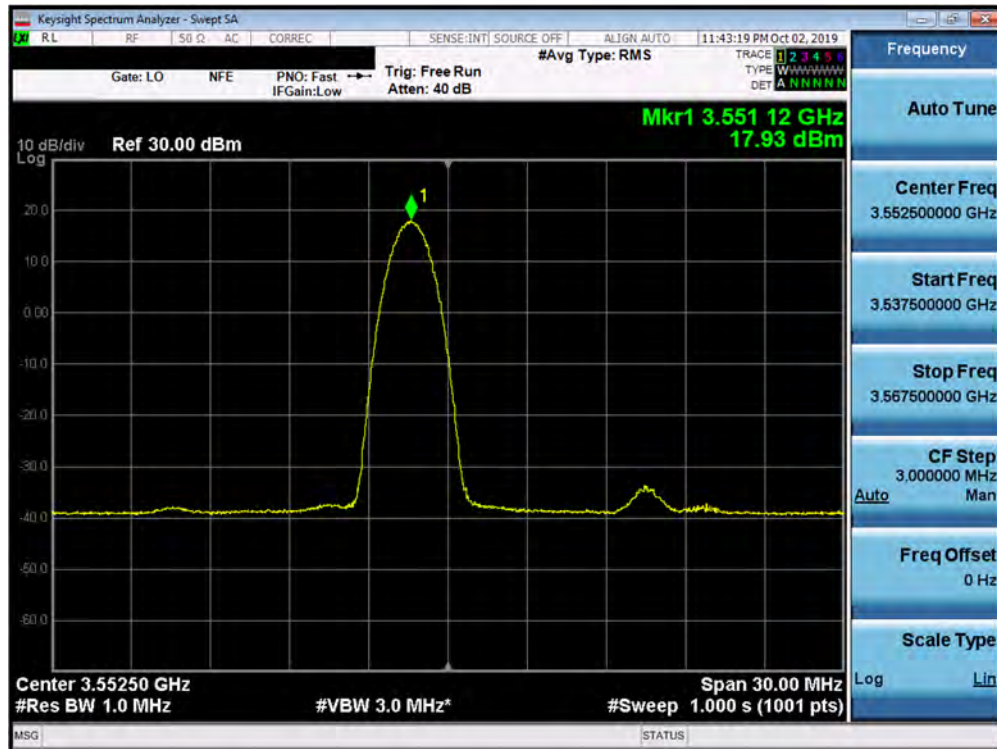 Keysight Spectrum Analyzer - Swept SA
LXI RL RF 50 Ω AC CORREC SENSE:INT SOURCE OFF ALIGN AUTO 11:43:19 PM Oct 02, 2019
#Avg Type: RMS TRACE 1 2 3 4 5 6
Gate: LO NFE PNO: Fast Trig: Free Run TYPE W
IFGain:Low Atten: 40 dB DET A N N N N N
Mkr1 3.551 12 GHz
17.93 dBm
10 dB/div Ref 30.00 dBm
Log
1
20.0
10.0
0.00
-10.0
-20.0
-30.0
-40.0
-50.0
-60.0
Center 3.55250 GHz Span 30.00 MHz
#Res BW 1.0 MHz #VBW 3.0 MHz* #Sweep 1.000 s (1001 pts)
MSG STATUS
Frequency
Auto Tune
Center Freq
3.552500000 GHz
Start Freq
3.537500000 GHz
Stop Freq
3.567500000 GHz
CF Step
3.000000 MHz
Auto Man
Freq Offset
0 Hz
Scale Type
Log Lin